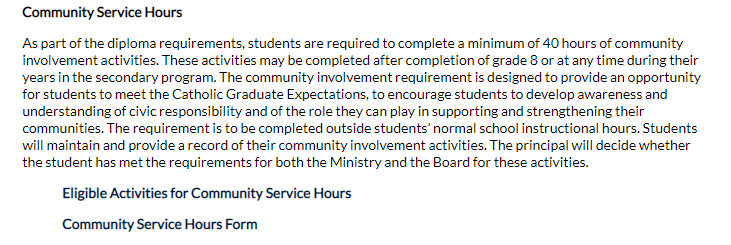 Community Service Hours
As part of the diploma requirements, students are required to complete a minimum of 40 hours of community
involvement activities. These activities may be completed after completion of grade 8 or at any time during their
years in the secondary program. The community involvement requirement is designed to provide an opportunity
for students to meet the Catholic Graduate Expectations, to encourage students to develop awareness and
understanding of civic responsibility and of the role they can play in supporting and strengthening their
communities. The requirement is to be completed outside students’ normal school instructional hours. Students
will maintain and provide a record of their community involvement activities. The principal will decide whether
the student has met the requirements for both the Ministry and the Board for these activities.
Eligible Activities for Community Service Hours
Community Service Hours Form